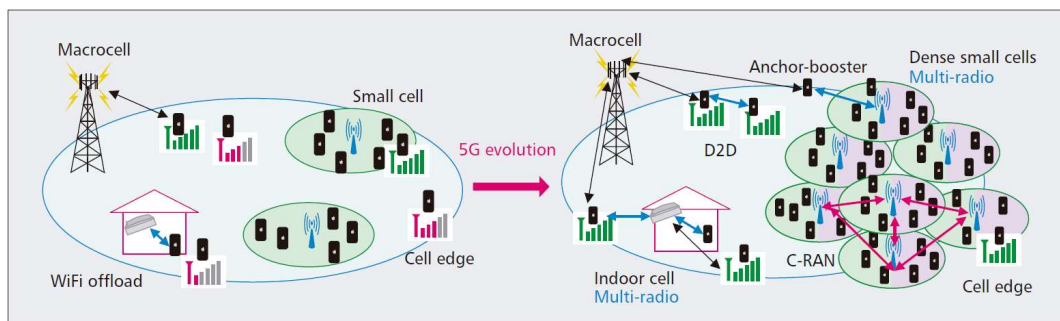 Macrocell
Small cell
WiFi offload
Cell edge
5G evolution
Macrocell
Anchor-booster
Dense small cells
Multi-radio
D2D
Indoor cell
Multi-radio
C-RAN
Cell edge